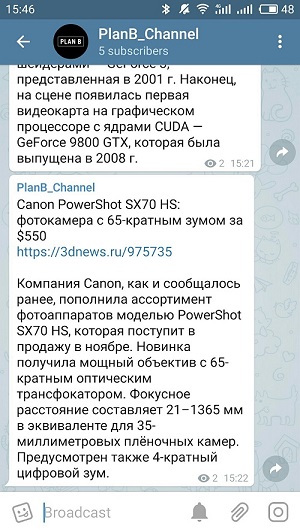 15:46
48
PLAN B
PlanB_Channel
5 subscribers
представленная в 2001 г. Наконец,
на сцене появилась первая
видеокарта на графическом
процессоре с ядрами CUDA —
GeForce 9800 GTX, которая была
выпущена в 2008 г.
2 15:21
PlanB_Channel
Canon PowerShot SX70 HS:
фотокамера с 65-кратным зумом за
$550
https://3dnews.ru/975735
Компания Canon, как и сообщалось
ранее, пополнила ассортимент
фотоаппаратов моделью PowerShot
SX70 HS, которая поступит в
продажу в ноябре. Новинка
получила мощный объектив с 65-
кратным оптическим
трансфокатором. Фокусное
расстояние составляет 21–1365 мм
в эквиваленте для 35-
миллиметровых плёночных камер.
Предусмотрен также 4-кратный
цифровой зум.
2 15:22
Broadcast